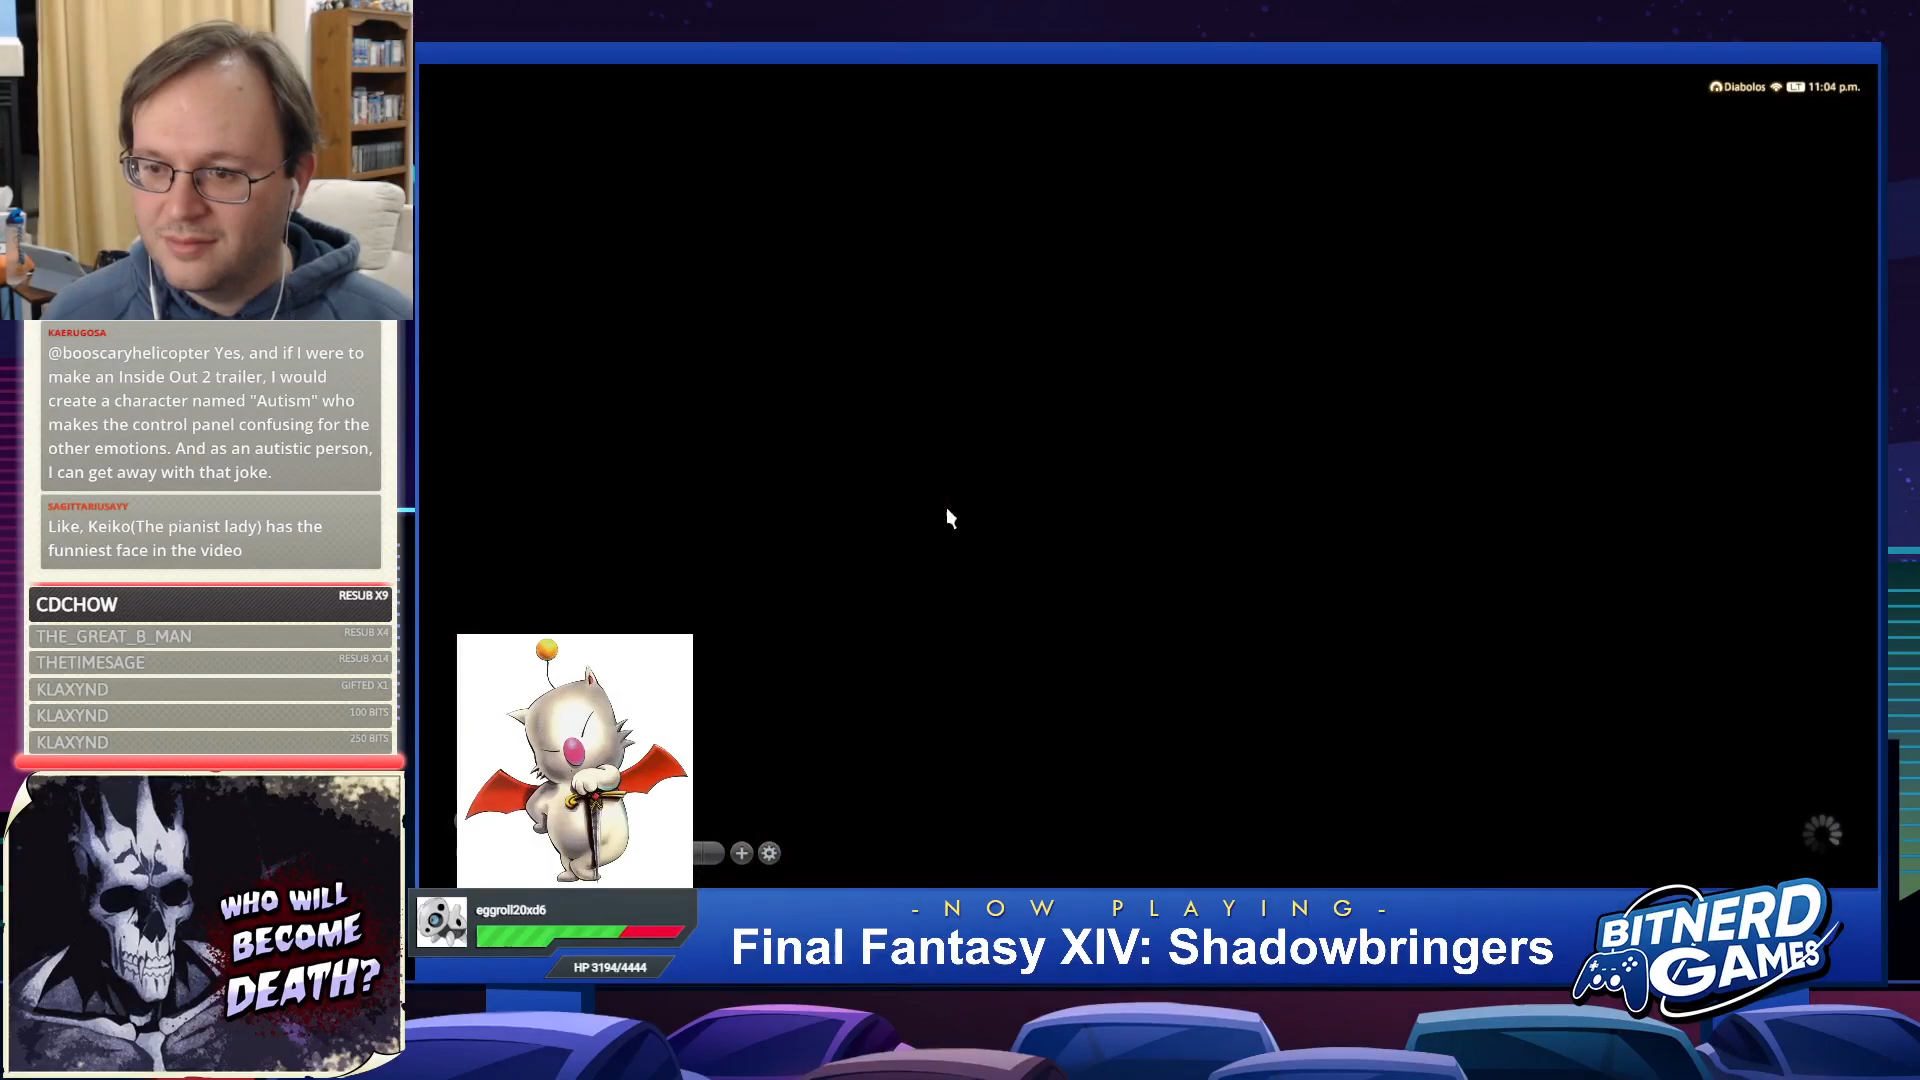 Diabolos LT 11:04 p.m.
KAERUGOSA
@booscaryhelicopter Yes, and if I were to
make an Inside Out 2 trailer, I would
create a character named "Autism" who
makes the control panel confusing for the
other emotions. And as an autistic person,
I can get away with that joke.
SAGITTARIUSAYY
Like, Keiko(The pianist lady) has the
funniest face in the video
CDCHOW RESUB X9
THE_GREAT_B_MAN RESUB X4
THETIMESAGE RESUB X14
KLAXYND GIFTED X1
KLAXYND 100 BITS
KLAXYND 250 BITS
WHO WILL
BECOME
DEATH?
eggroll20xd6
HP 3194/4444
- NOW PLAYING -
Final Fantasy XIV: Shadowbringers
BITNERD
GAMES